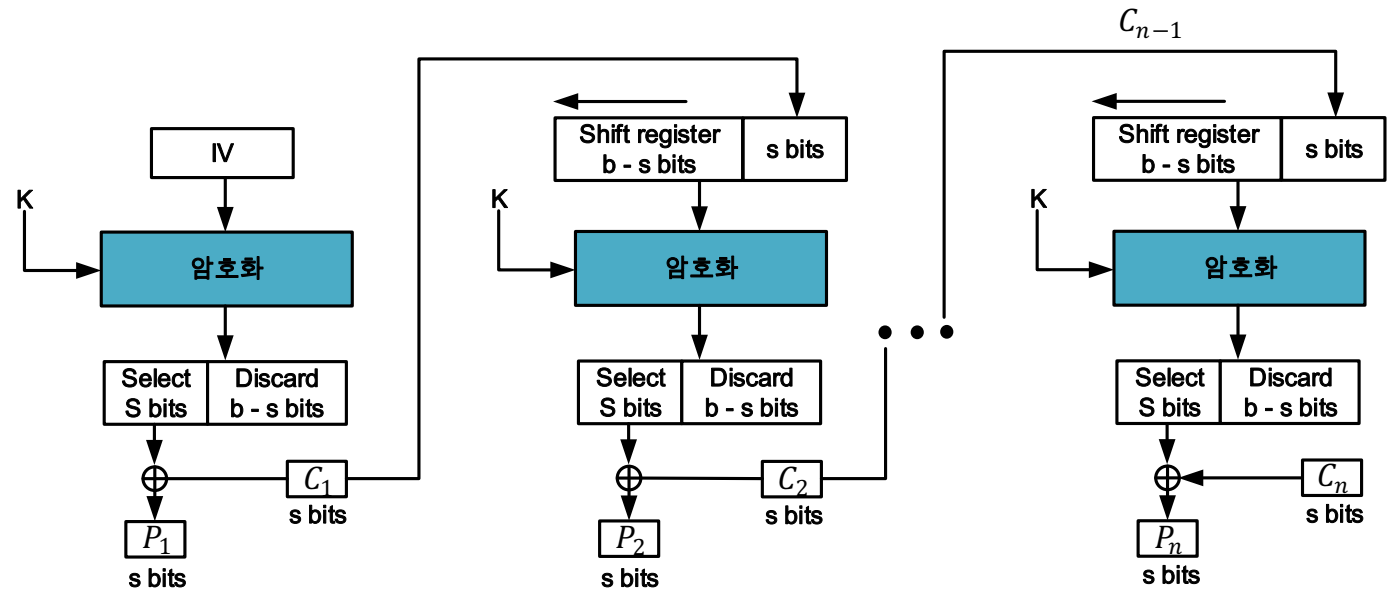 C_{n-1}
IV
Shift register
b - s bits
s bits
Shift register
b - s bits
s bits
K
K
K
암호화
암호화
암호화
Select
S bits
Discard
b - s bits
Select
S bits
Discard
b - s bits
Select
S bits
Discard
b - s bits
C_1
s bits
C_2
s bits
C_n
s bits
P_1
s bits
P_2
s bits
P_n
s bits